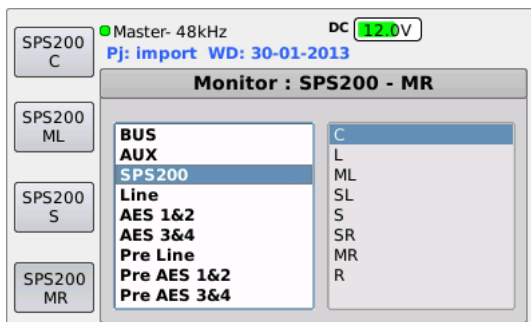 SPS200
C
SPS200
ML
SPS200
S
SPS200
MR
Master- 48kHz
DC 12.0V
Pj: import WD: 30-01-2013
Monitor : SPS200 - MR
BUS
AUX
SPS200
Line
AES 1&2
AES 3&4
Pre Line
Pre AES 1&2
Pre AES 3&4
C
L
ML
SL
S
SR
MR
R